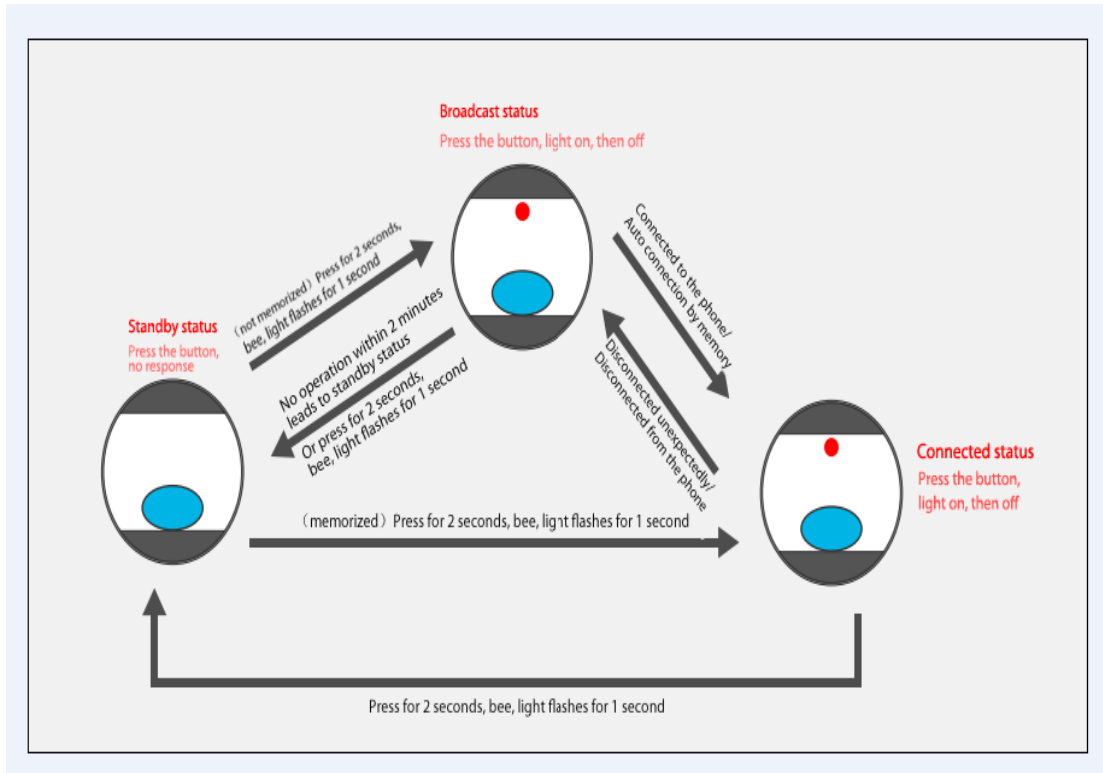 Broadcast status
Press the button, light on, then off
（not memorized）Press for 2 seconds,
bee, light flashes for 1 second
Connected to the phone/
Auto connection by memory
Standby status
Press the button,
no response
No operation within 2 minutes
leads to standby status
Or press for 2 seconds,
bee, light flashes for 1 second
Disconnected unexpectedly/
Disconnected from the phone
Connected status
Press the button,
light on, then off
（memorized）Press for 2 seconds, bee, light flashes for 1 second
Press for 2 seconds, bee, light flashes for 1 second